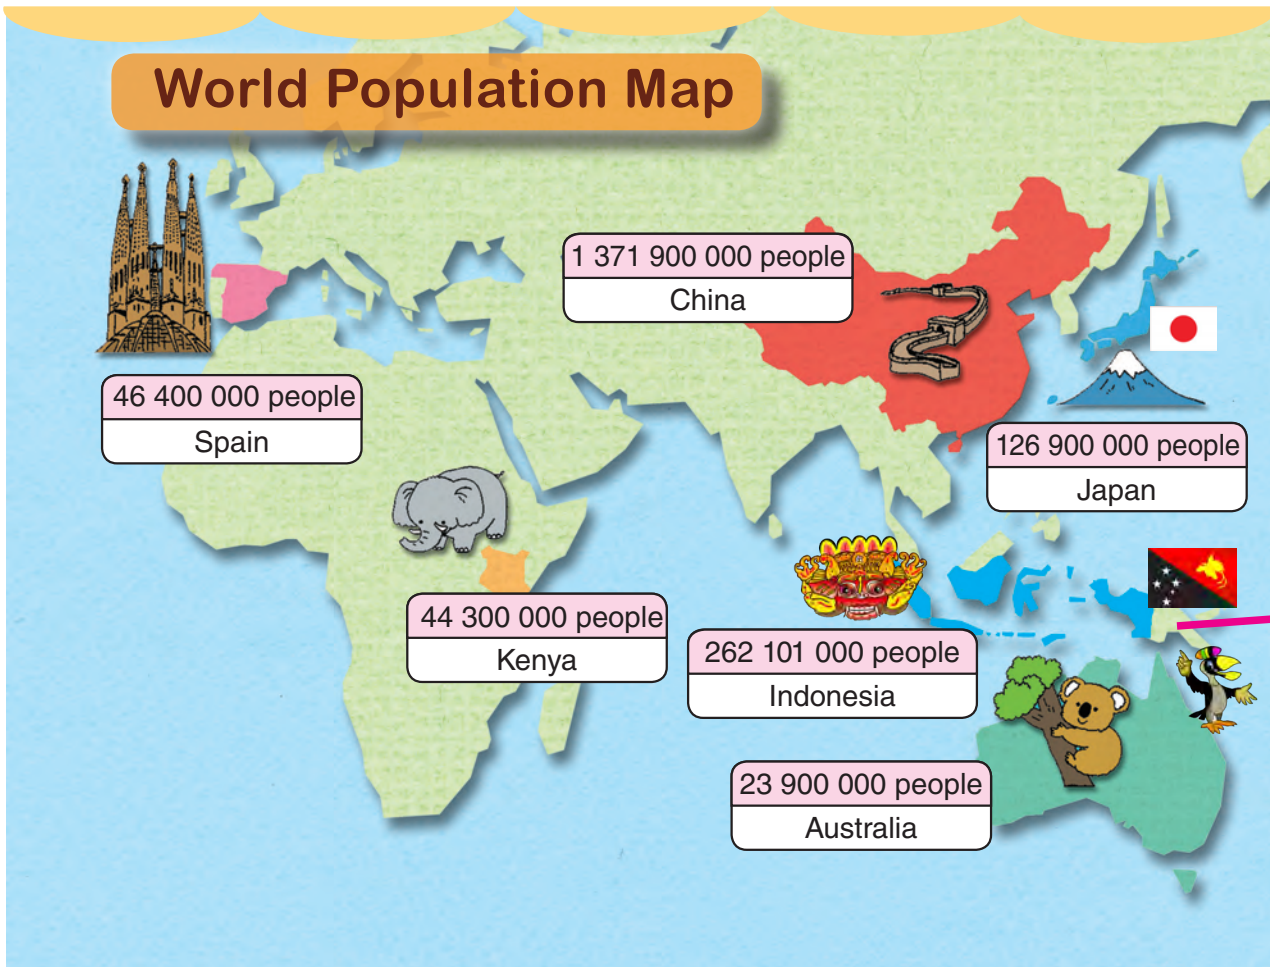 World Population Map
1 371 900 000 people
China
46 400 000 people
Spain
126 900 000 people
Japan
44 300 000 people
Kenya
262 101 000 people
Indonesia
23 900 000 people
Australia